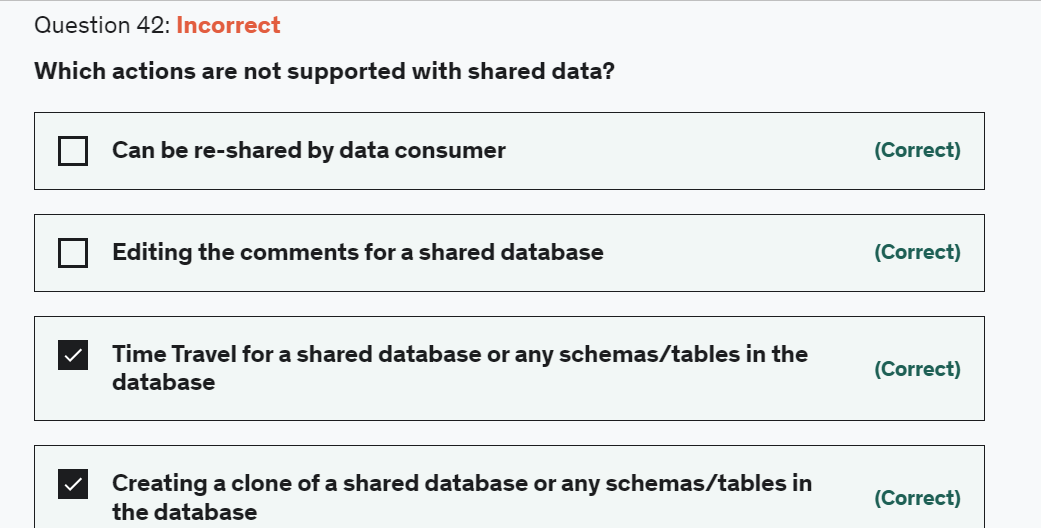 Question 42: Incorrect
Which actions are not supported with shared data?
Can be re-shared by data consumer (Correct)
Editing the comments for a shared database (Correct)
Time Travel for a shared database or any schemas/tables in the
database
(Correct)
Creating a clone of a shared database or any schemas/tables in
the database
(Correct)